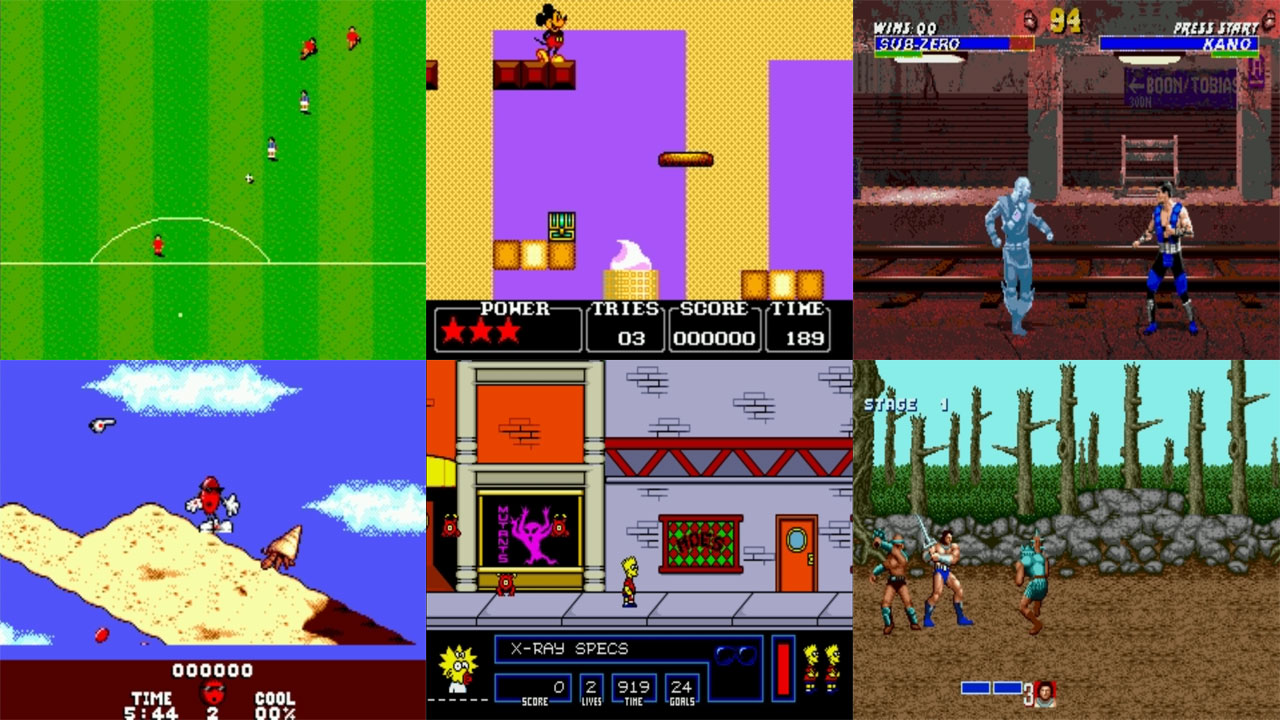 POWER
TRIES
SCORE
TIME
03
000000
189
WINS:00
94
PRESS START
SUB-ZERO
KANO
←BOON/TOBIAS
000000
TIME
COOL
5:44
2
00%
MUTANTS
MOE'S
X-RAY SPECS
0
2
919
24
SCORE
LIVES
TIME
GOALS
STAGE 1
3